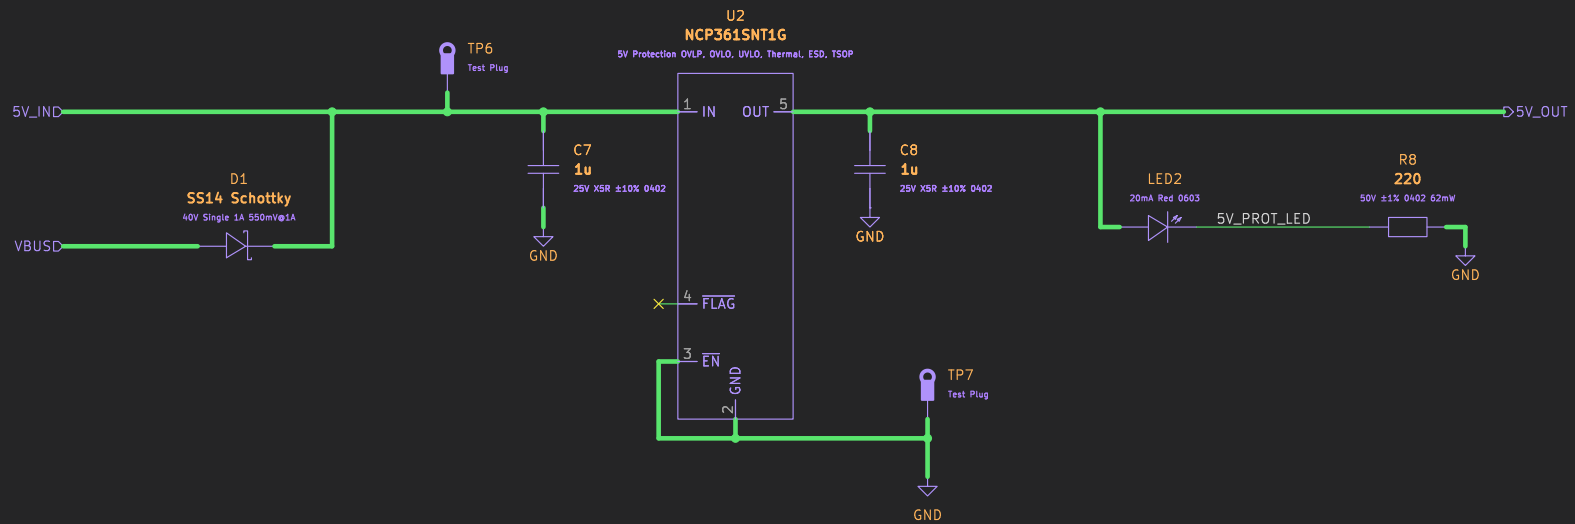 U2
NCP361SNT1G
5V Protection OVLP, OVLO, UVLO, Thermal, ESD, TSOP
TP6
Test Plug
5V_IN
1 IN
OUT 5
5V_OUT
C7
1u
25V X5R ±10% 0402
GND
C8
1u
25V X5R ±10% 0402
GND
D1
SS14 Schottky
40V Single 1A 550mV@1A
VBUS
LED2
20mA Red 0603
5V_PROT_LED
R8
220
50V ±1% 0402 62mW
GND
4 FLAG
3 EN
GND
2
TP7
Test Plug
GND